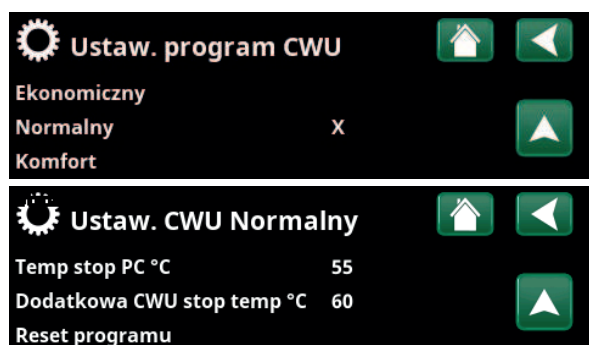 Ustaw. program CWU
Ekonomiczny
Normalny X
Komfort
Ustaw. CWU Normalny
Temp stop PC °C 55
Dodatkowa CWU stop temp °C 60
Reset programu